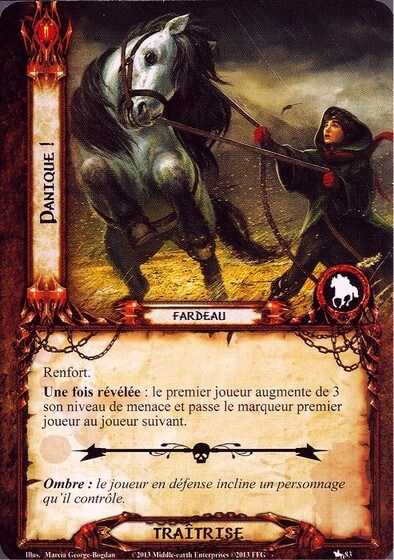 PANIQUE !
FARDEAU
Renfort.
Une fois révélée : le premier joueur augmente de 3
son niveau de menace et passe le marqueur premier
joueur au joueur suivant.
Ombre : le joueur en défense incline un personnage
qu'il contrôle.
TRAÎTRISE
Illus. Marcia George-Bogdan ©2013 Middle-earth Enterprises ©2013 FFG 83